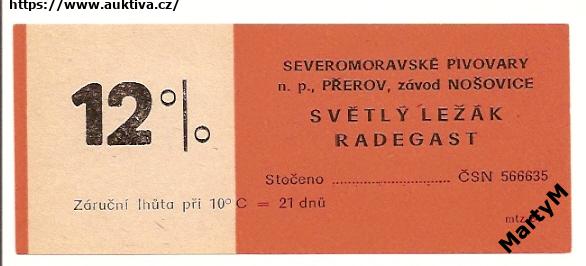 https://www.auktiva.cz/
12%
SEVEROMORAVSKÉ PIVOVARY
n. p., PŘEROV, závod NOŠOVICE
SVĚTLÝ LEŽÁK
RADEGAST
Stočeno .......................... ČSN 566635
Záruční lhůta při 10° C = 21 dnů
mtz
MartyM